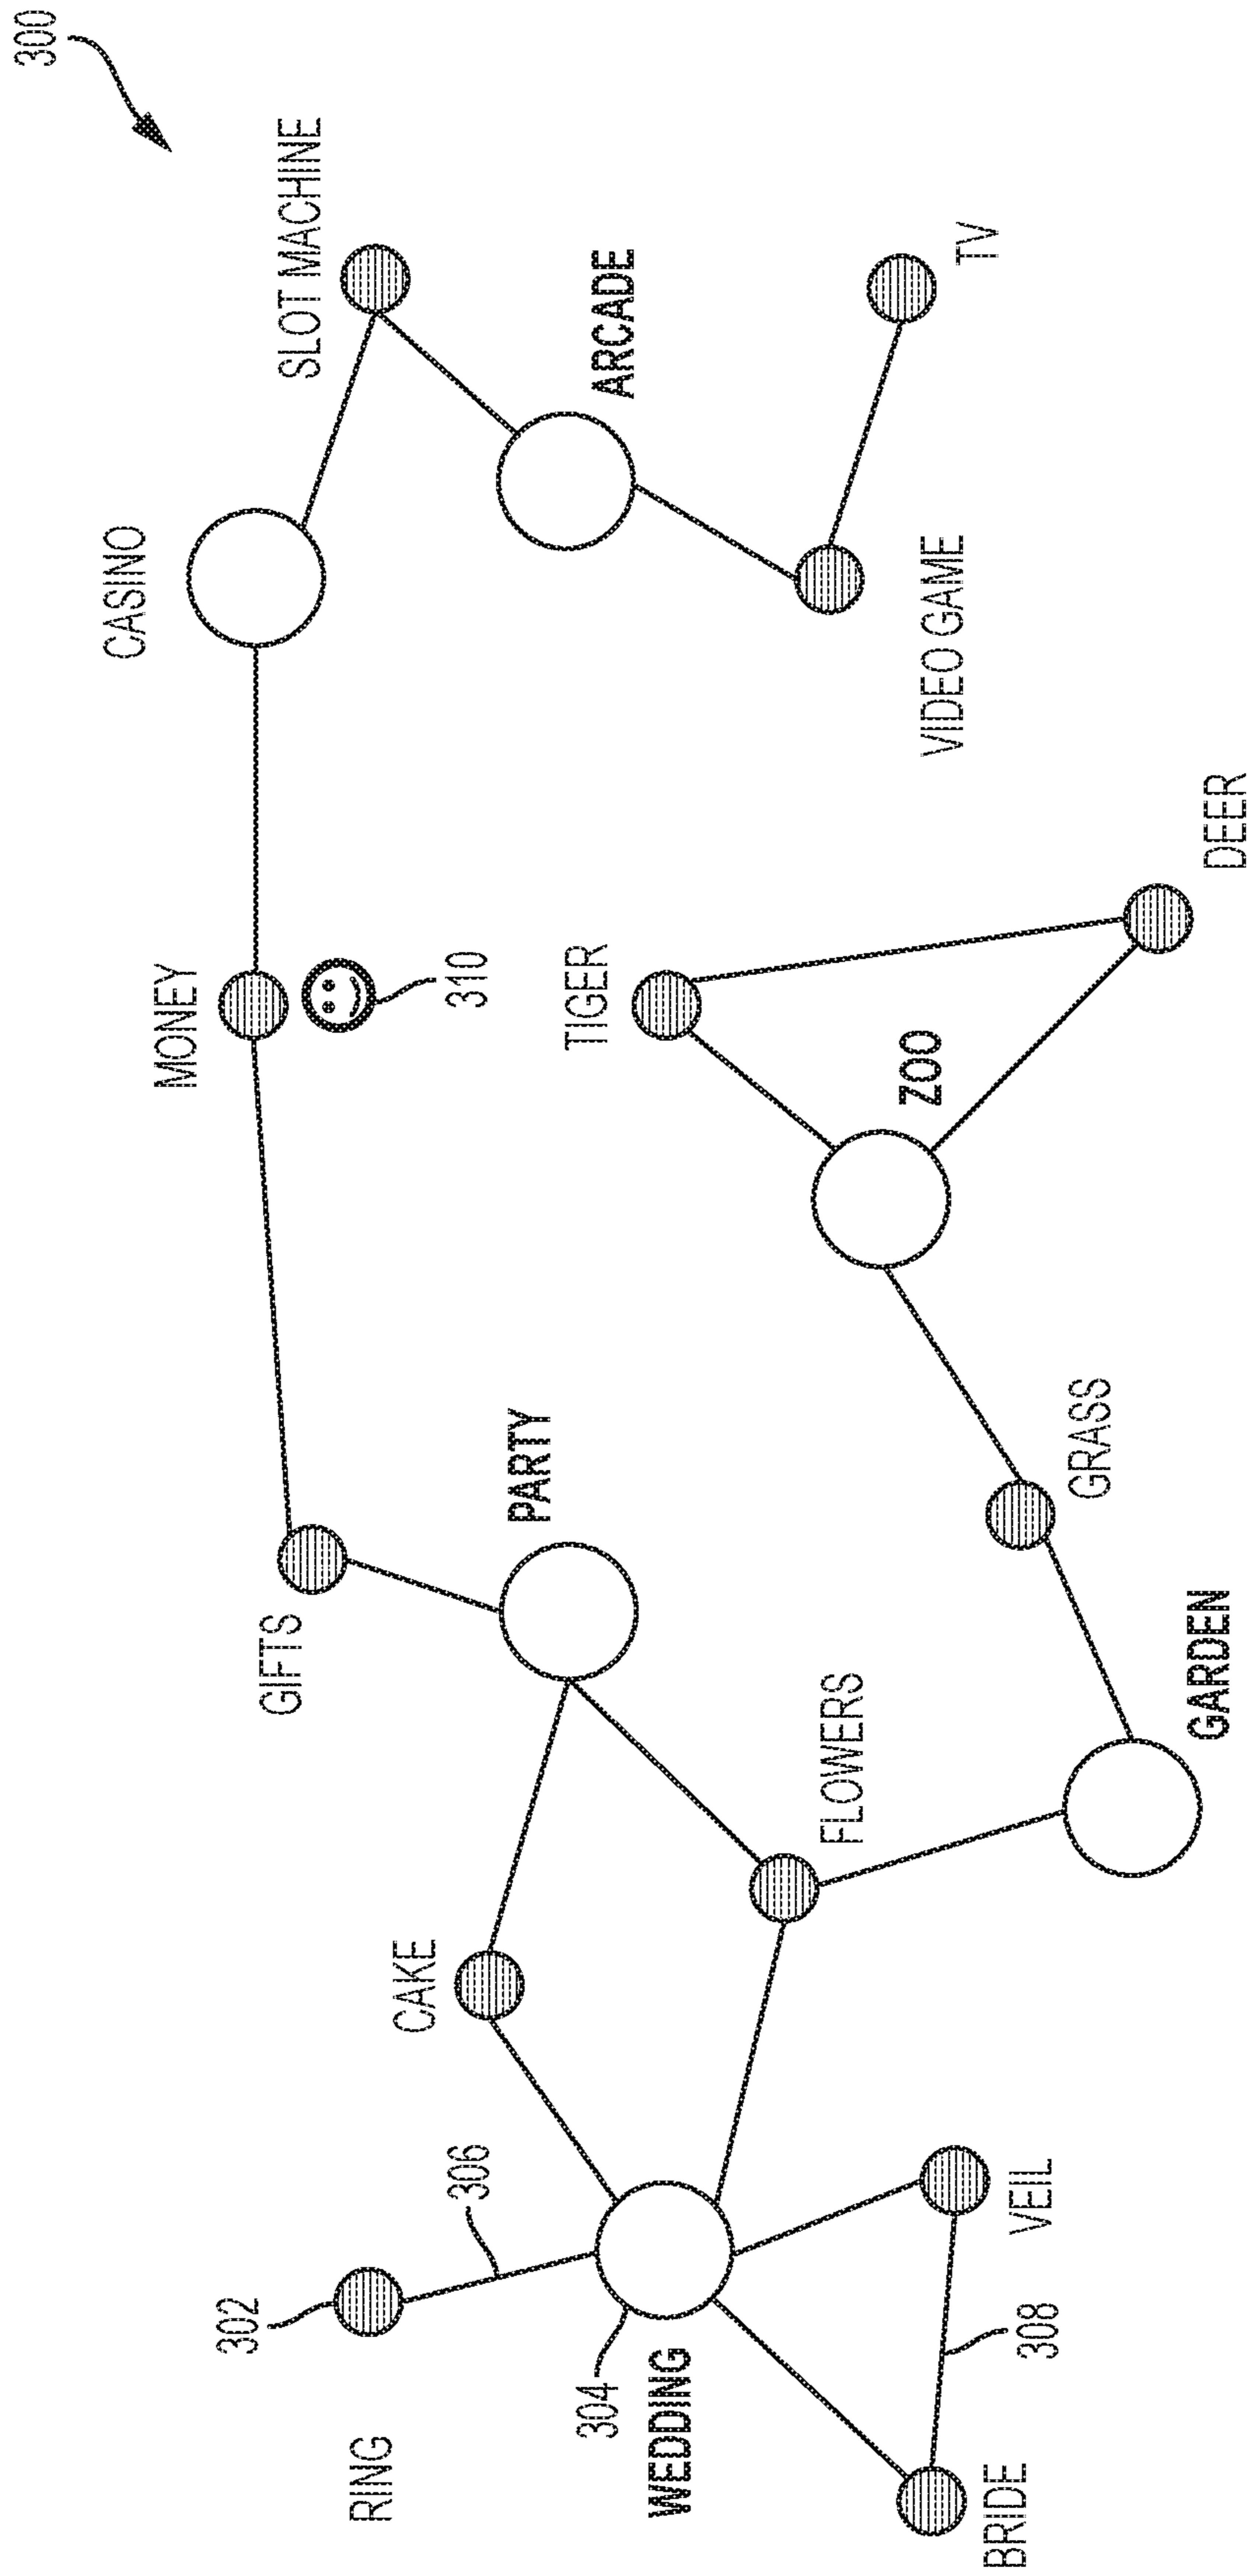 300
SLOT MACHINE
CASINO
ARCADE
TV
MONEY
310
VIDEO GAME
TIGER
DEER
ZOO
GIFTS
PARTY
GRASS
CAKE
FLOWERS
GARDEN
302
306
RING
304
WEDDING
VEIL
308
BRIDE